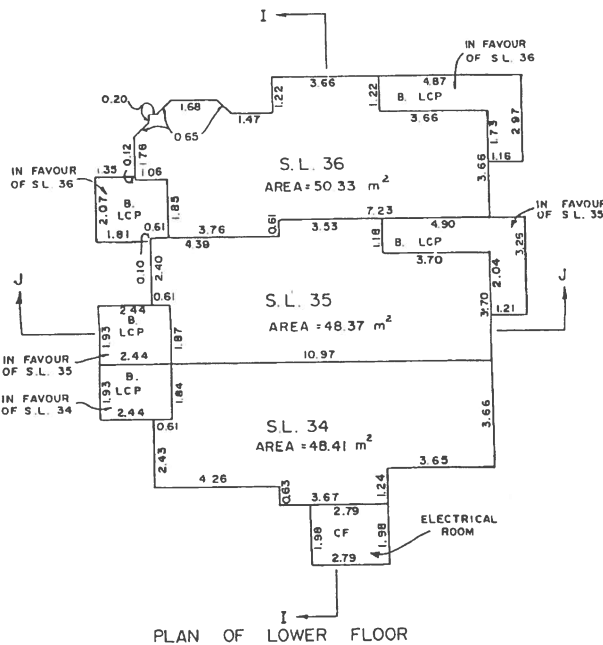 I
IN FAVOUR
OF S.L. 36
3.66
4.87
0.20
1.68
1.22
1.22
B. LCP
3.66
1.47
2.97
0.65
1.73
1.76
0.12
1.16
S.L. 36
3.66
IN FAVOUR
OF S.L. 36
1.35
1.06
AREA = 50.33 m²
B.
LCP
2.07
1.85
7.23
IN FAVOUR
OF S.L. 35
1.81
0.61
3.76
0.61
3.53
4.90
4.39
1.18
B. LCP
3.70
0.10
2.40
2.04
J
J
0.61
S.L. 35
3.70
1.21
2.44
B.
LCP
1.93
1.87
AREA = 48.37 m²
IN FAVOUR
OF S.L. 35
2.44
10.97
B.
LCP
1.93
1.84
IN FAVOUR
OF S.L. 34
2.44
0.61
S.L. 34
3.66
AREA = 48.41 m²
2.43
3.65
4.26
0.63
3.67
1.24
2.79
ELECTRICAL
ROOM
1.98
CF
1.98
2.79
I
PLAN OF LOWER FLOOR